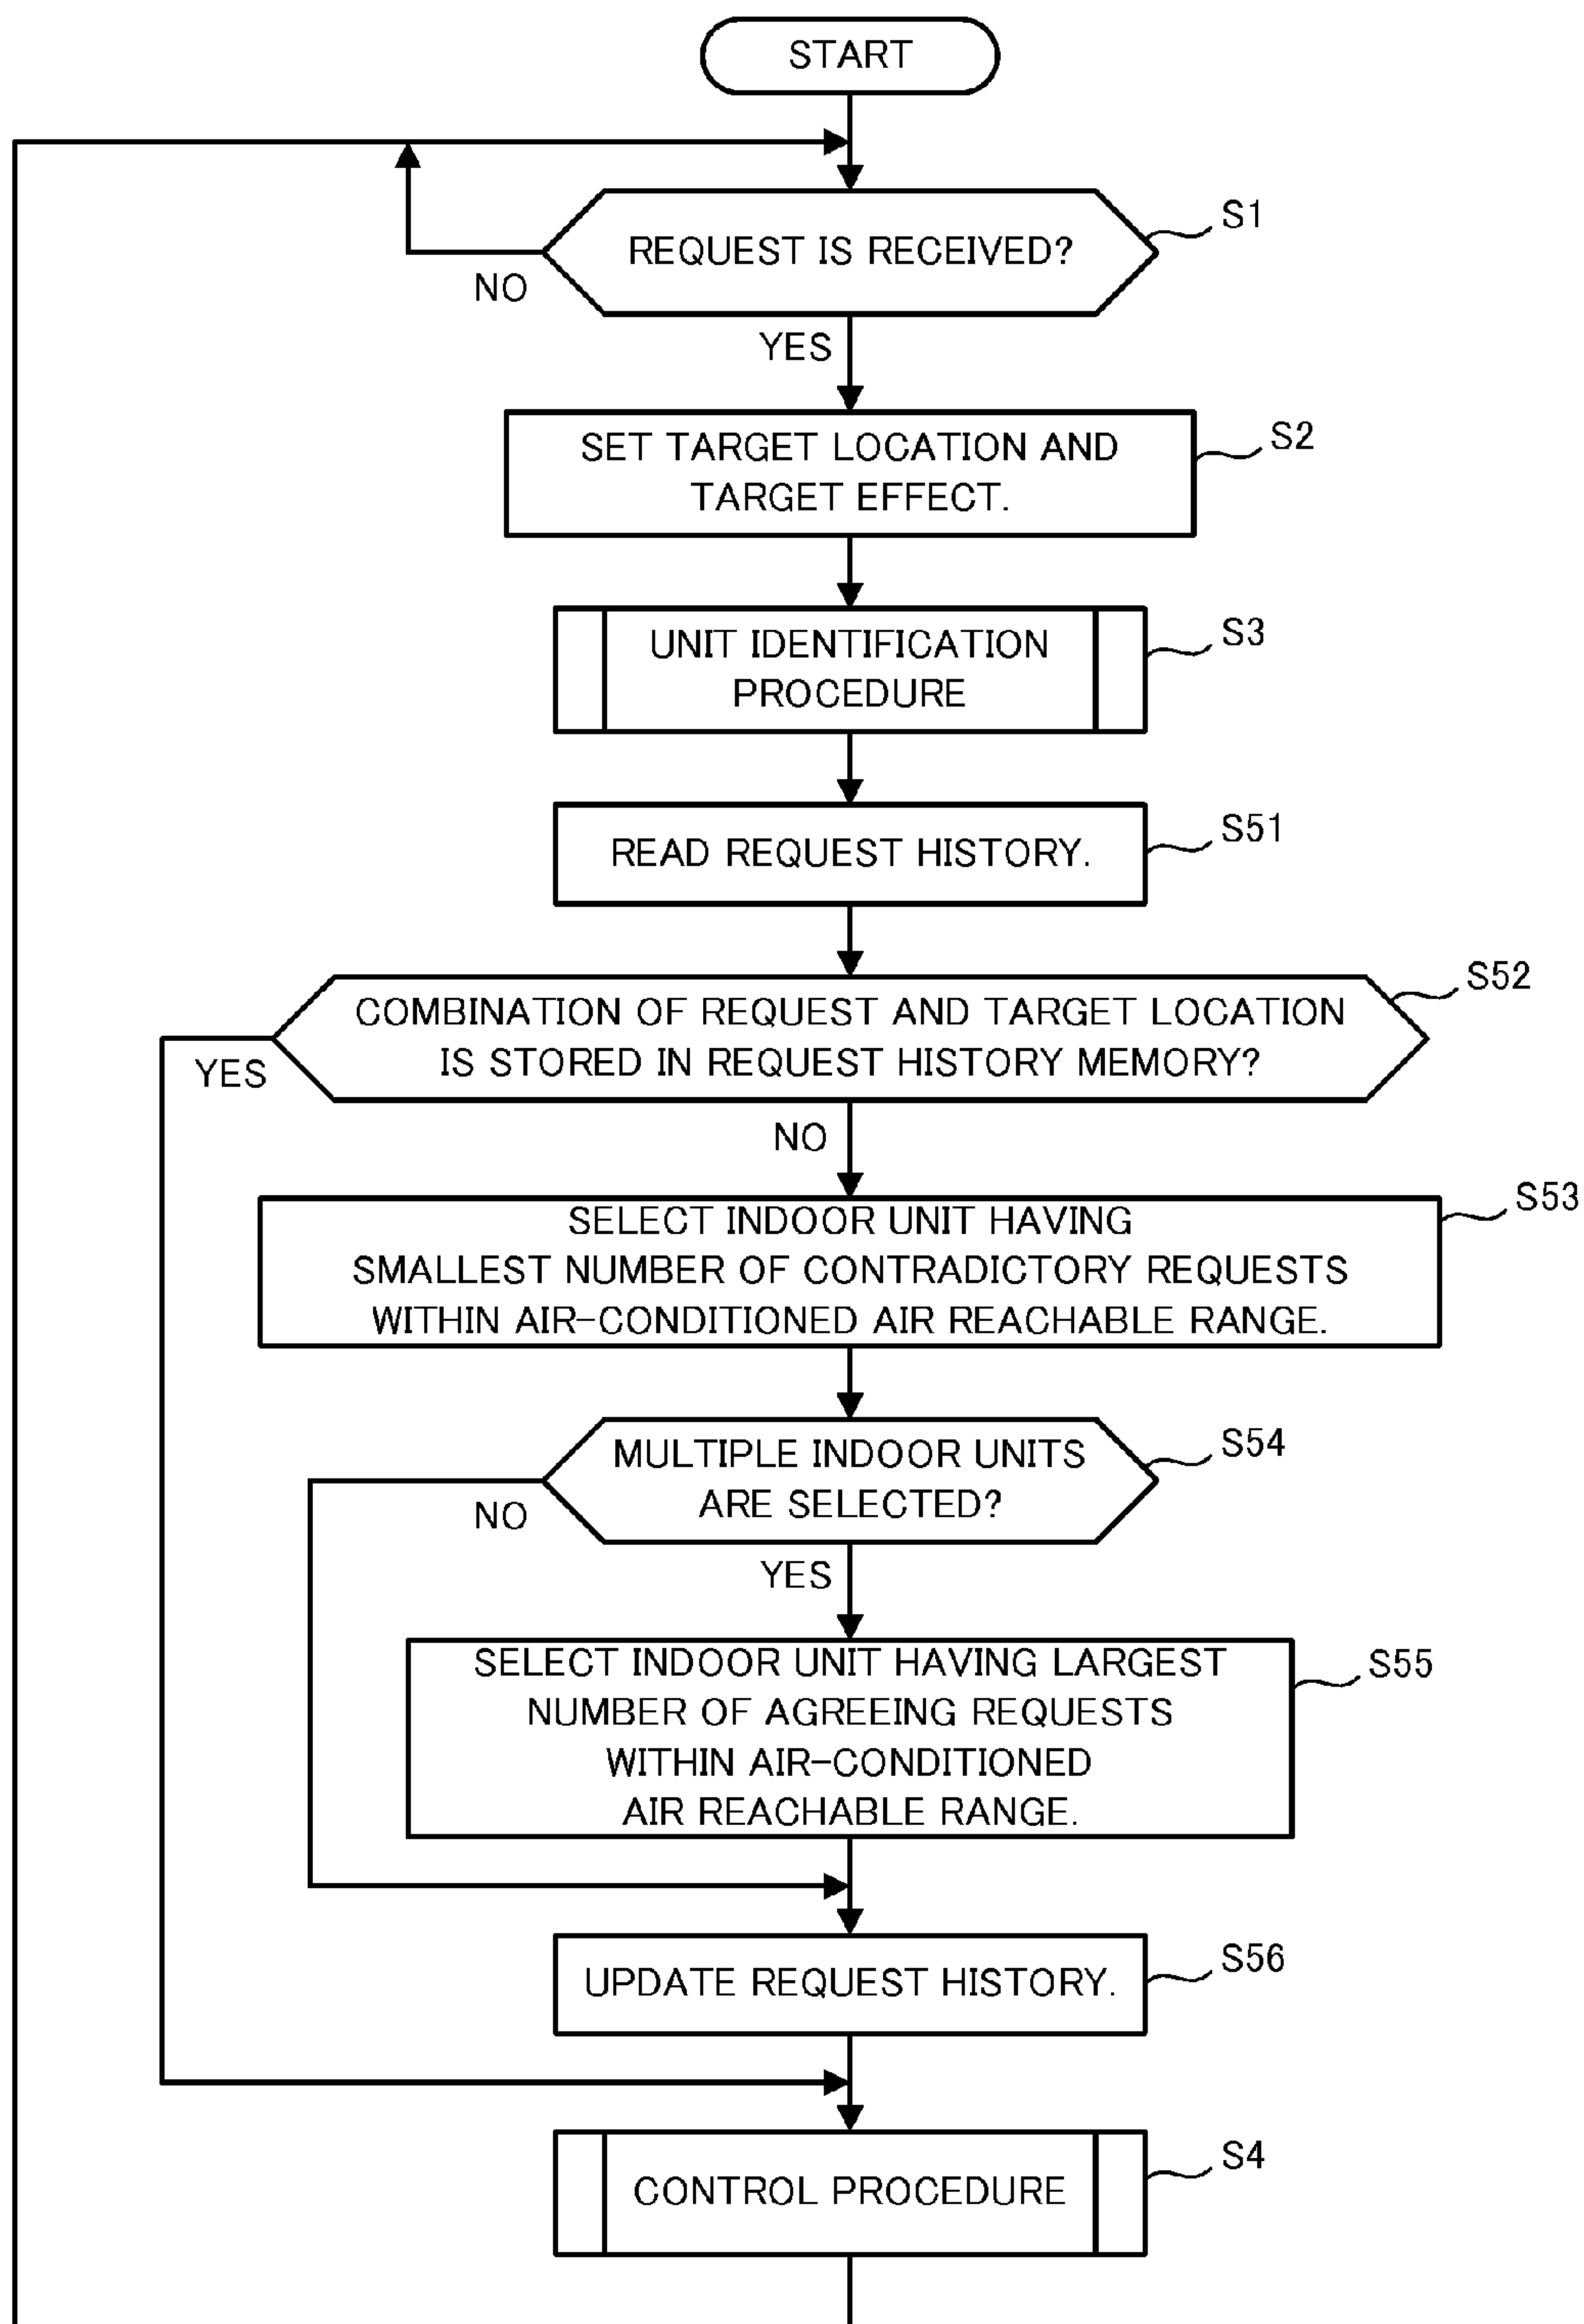 START
REQUEST IS RECEIVED?
S1
NO
YES
SET TARGET LOCATION AND
TARGET EFFECT.
S2
UNIT IDENTIFICATION
PROCEDURE
S3
READ REQUEST HISTORY.
S51
COMBINATION OF REQUEST AND TARGET LOCATION
IS STORED IN REQUEST HISTORY MEMORY?
S52
YES
NO
SELECT INDOOR UNIT HAVING
SMALLEST NUMBER OF CONTRADICTORY REQUESTS
WITHIN AIR-CONDITIONED AIR REACHABLE RANGE.
S53
MULTIPLE INDOOR UNITS
ARE SELECTED?
S54
NO
YES
SELECT INDOOR UNIT HAVING LARGEST
NUMBER OF AGREEING REQUESTS
WITHIN AIR-CONDITIONED
AIR REACHABLE RANGE.
S55
UPDATE REQUEST HISTORY.
S56
CONTROL PROCEDURE
S4